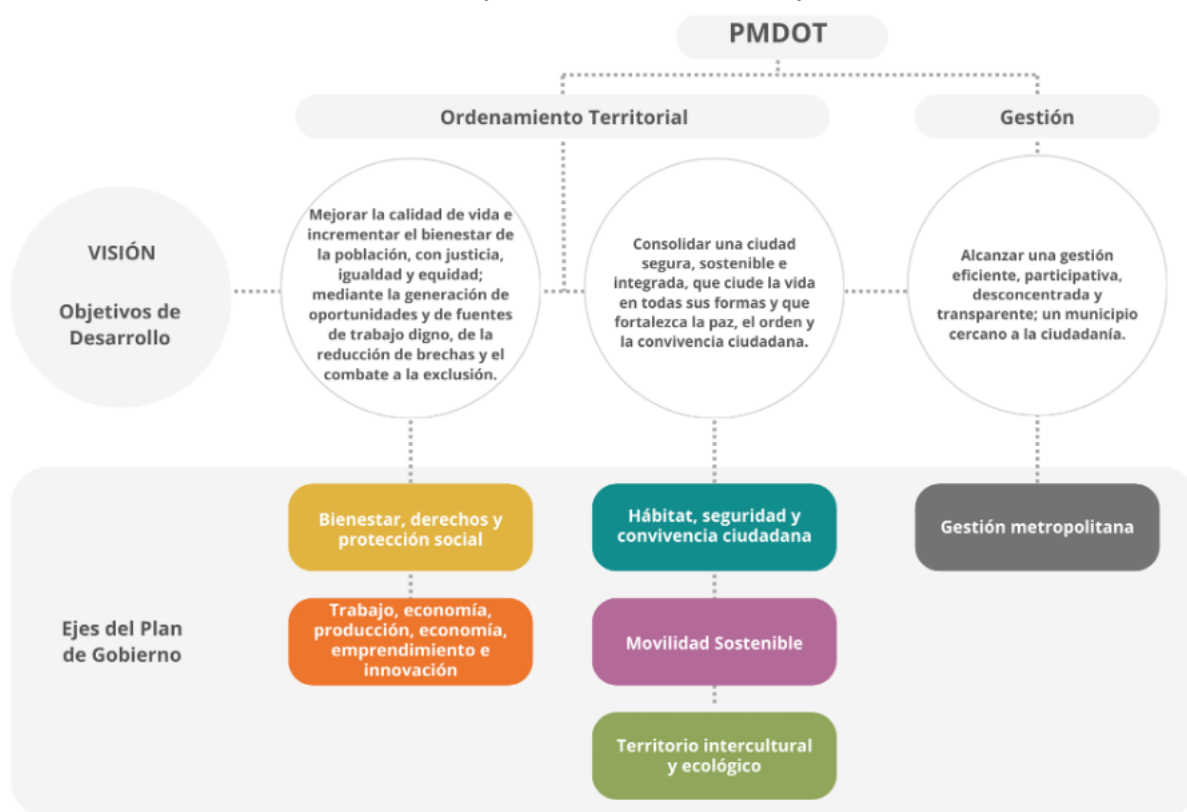 PMDOT
Ordenamiento Territorial
Gestión
VISIÓN
Objetivos de
Desarrollo
Mejorar la calidad de vida e
incrementar el bienestar de
la población, con justicia,
igualdad y equidad;
mediante la generación de
oportunidades y de fuentes
de trabajo digno, de la
reducción de brechas y el
combate a la exclusión.
Consolidar una ciudad
segura, sostenible e
integrada, que ciude la vida
en todas sus formas y que
fortalezca la paz, el orden y
la convivencia ciudadana.
Alcanzar una gestión
eficiente, participativa,
desconcentrada y
transparente; un municipio
cercano a la ciudadanía.
Ejes del Plan
de Gobierno
Bienestar, derechos y
protección social
Trabajo, economía,
producción, economía,
emprendimiento e
innovación
Hábitat, seguridad y
convivencia ciudadana
Movilidad Sostenible
Territorio intercultural
y ecológico
Gestión metropolitana